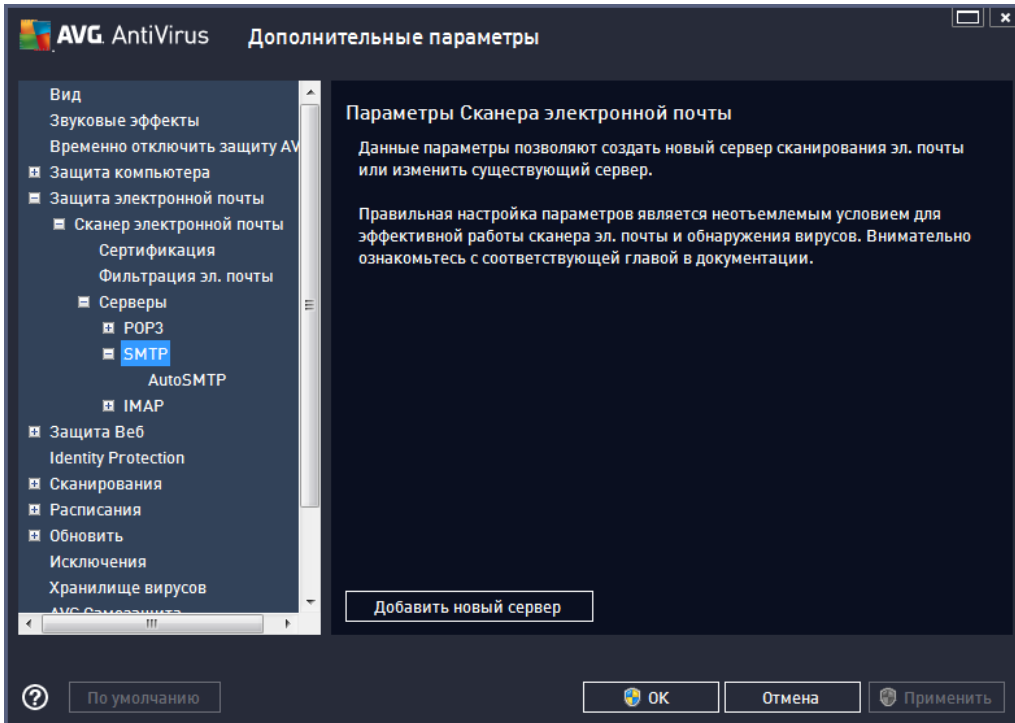 AVG. AntiVirus Дополнительные параметры
Вид
Звуковые эффекты
Временно отключить защиту AV
Защита компьютера
Защита электронной почты
Сканер электронной почты
Сертификация
Фильтрация эл. почты
Серверы
POP3
SMTP
AutoSMTP
IMAP
Защита Веб
Identity Protection
Сканирования
Расписания
Обновить
Исключения
Хранилище вирусов
AVG Самозащита
Параметры Сканера электронной почты
Данные параметры позволяют создать новый сервер сканирования эл. почты
или изменить существующий сервер.
Правильная настройка параметров является неотъемлемым условием для
эффективной работы сканера эл. почты и обнаружения вирусов. Внимательно
ознакомьтесь с соответствующей главой в документации.
Добавить новый сервер
По умолчанию
OK
Отмена
Применить